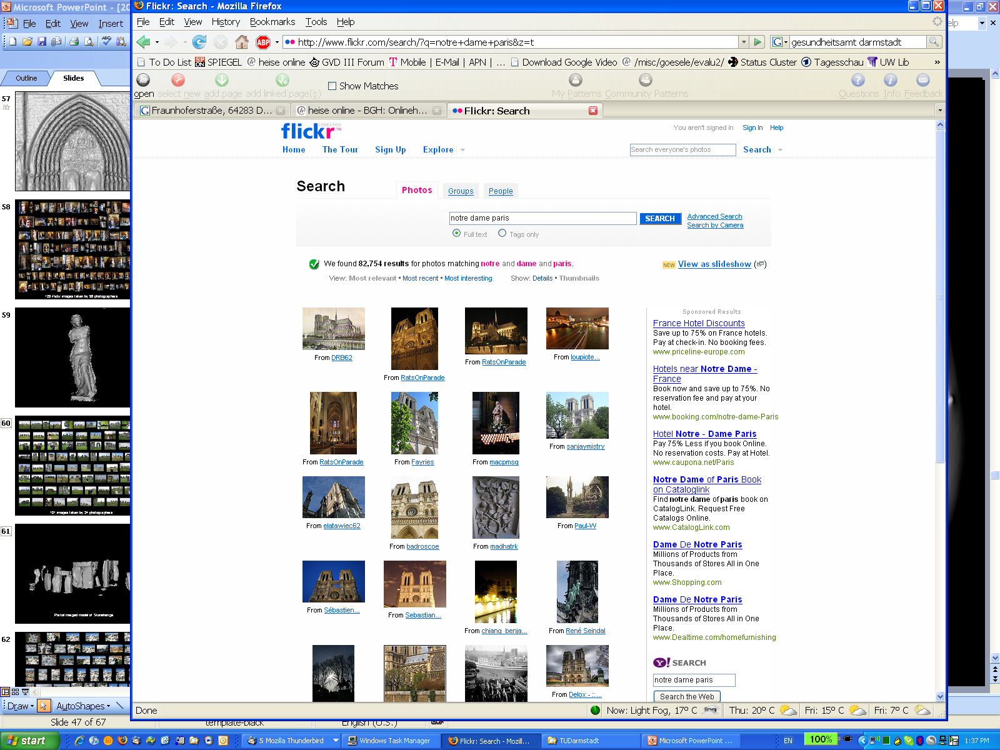 Microsoft PowerPoint - [20
Flickr: Search - Mozilla Firefox
File Edit View Insert
File Edit View History Bookmarks Tools Help
elp
http://www.flickr.com/search/?q=notre+dame+paris&z=t
gesundheitsamt darmstadt
To Do List SPIEGEL heise online GVD III Forum Mobile | E-Mail | APN | ... Download Google Video /misc/goesele/evalu2/ Status Cluster Tagesschau UW Lib »
open select new add page add linked page(s) Show Matches My Patterns Community Patterns Questions Info Feedback
Outline Slides
Fraunhoferstraße, 64283 D... heise online - BGH: Onlineh... Flickr: Search
57
58
129 Flickr images taken by 98 photographers
59
60
101 images taken by 24 photographers
61
Partial merged model of Stonehenge
62
flickr LOVES YOU
You aren't signed in Sign In Help
Home The Tour Sign Up Explore
Search everyone's photos Search
Search Photos Groups People
notre dame paris SEARCH Advanced Search
Search by Camera
Full text Tags only
We found 82,754 results for photos matching notre and dame and paris.
NEW View as slideshow
View: Most relevant • Most recent • Most interesting Show: Details • Thumbnails
From DRB62
From RatsOnParade
From RatsOnParade
From loupiote...
From RatsOnParade
From Fayries
From macpmsq
From sanjaymistry
From elatawiec62
From badroscoe
From madhatrk
From Paul-W
From Sébastien...
From Sebastian...
From chiang_benja...
From René Seindal
From Delox - ::...
Sponsored Results
France Hotel Discounts
Save up to 75% on France hotels.
Pay at check-in. No booking fees.
www.priceline-europe.com
Hotels near Notre Dame -
France
Book now and save up to 75%. No
reservation fee and pay at your
hotel.
www.booking.com/notre-dame-Paris
Hotel Notre - Dame Paris
Pay 75% Less if you book Online.
No reservation costs. Pay at Hotel.
www.caupona.net/Paris
Notre Dame of Paris Book
on Cataloglink
Find notre dame of paris book on
CatalogLink. Request Free
Catalogs Online.
www.CatalogLink.com
Dame De Notre Paris
Millions of Products from
Thousands of Stores All in One
Place.
www.Shopping.com
Dame De Notre Paris
Millions of Products from
Thousands of Stores All in One
Place.
www.Dealtime.com/homefurnishing
Y! SEARCH
notre dame paris
Search the Web
Draw AutoShapes
Done Now: Light Fog, 17º C Thu: 20º C Fri: 15º C Fri: 7º C
Slide 47 of 67 template-black English (U.S.)
start 5 Mozilla Thunderbird Windows Task Manager Flickr: Search - Mozill... TUDarmstadt Microsoft PowerPoint ... EN 100% 1:37 PM